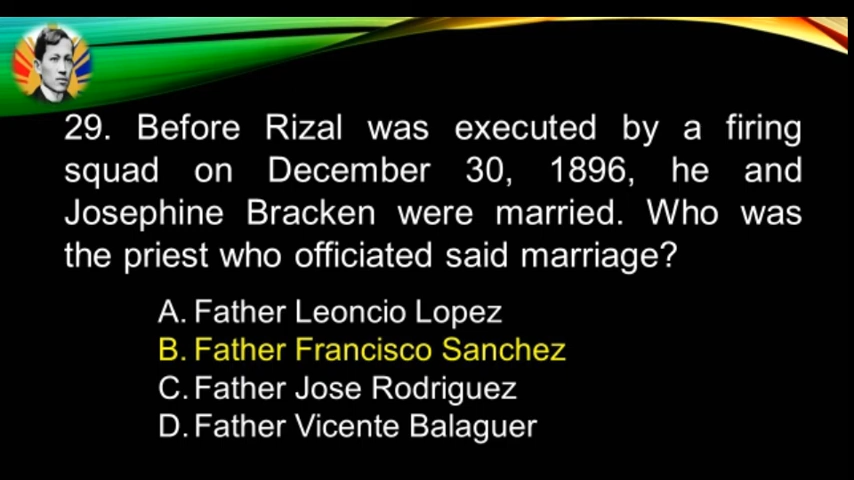 29. Before Rizal was executed by a firing
squad on December 30, 1896, he and
Josephine Bracken were married. Who was
the priest who officiated said marriage?
A. Father Leoncio Lopez
B. Father Francisco Sanchez
C. Father Jose Rodriguez
D. Father Vicente Balaguer